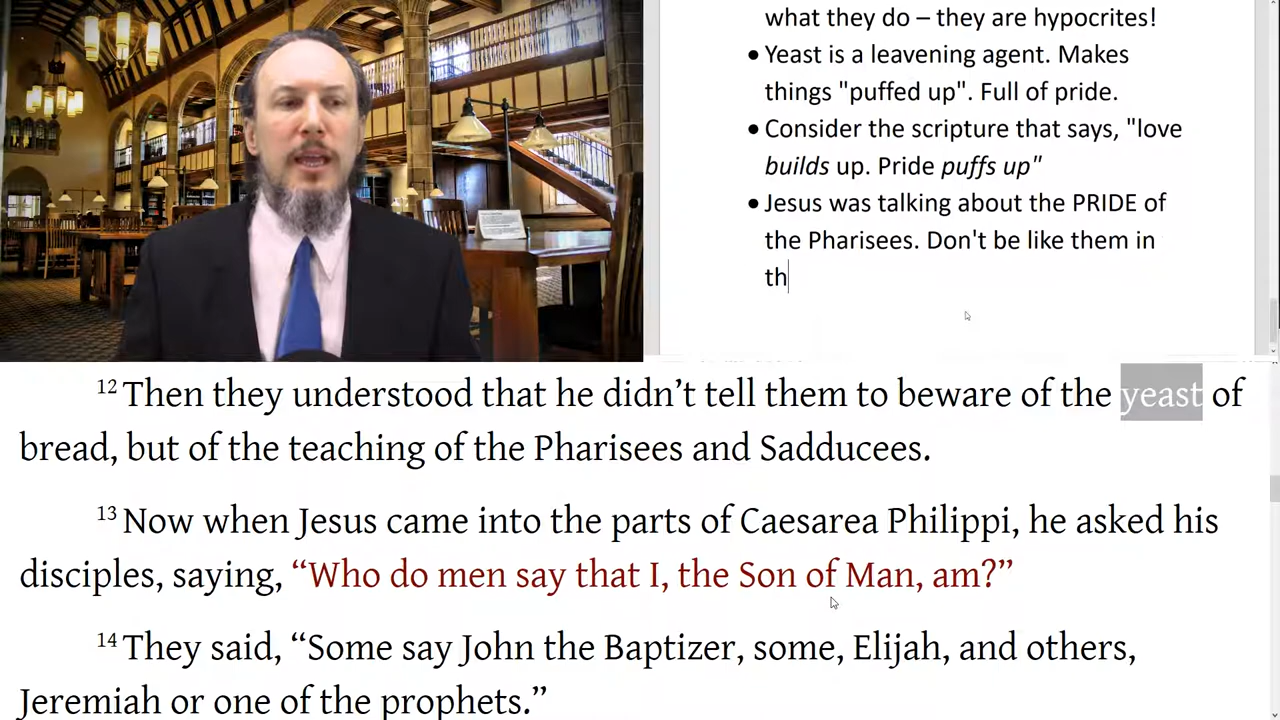 what they do – they are hypocrites!
• Yeast is a leavening agent. Makes
things "puffed up". Full of pride.
• Consider the scripture that says, "love
builds up. Pride puffs up"
• Jesus was talking about the PRIDE of
the Pharisees. Don't be like them in
th
12 Then they understood that he didn’t tell them to beware of the yeast of
bread, but of the teaching of the Pharisees and Sadducees.
13 Now when Jesus came into the parts of Caesarea Philippi, he asked his
disciples, saying, “Who do men say that I, the Son of Man, am?”
14 They said, “Some say John the Baptizer, some, Elijah, and others,
Jeremiah or one of the prophets.”